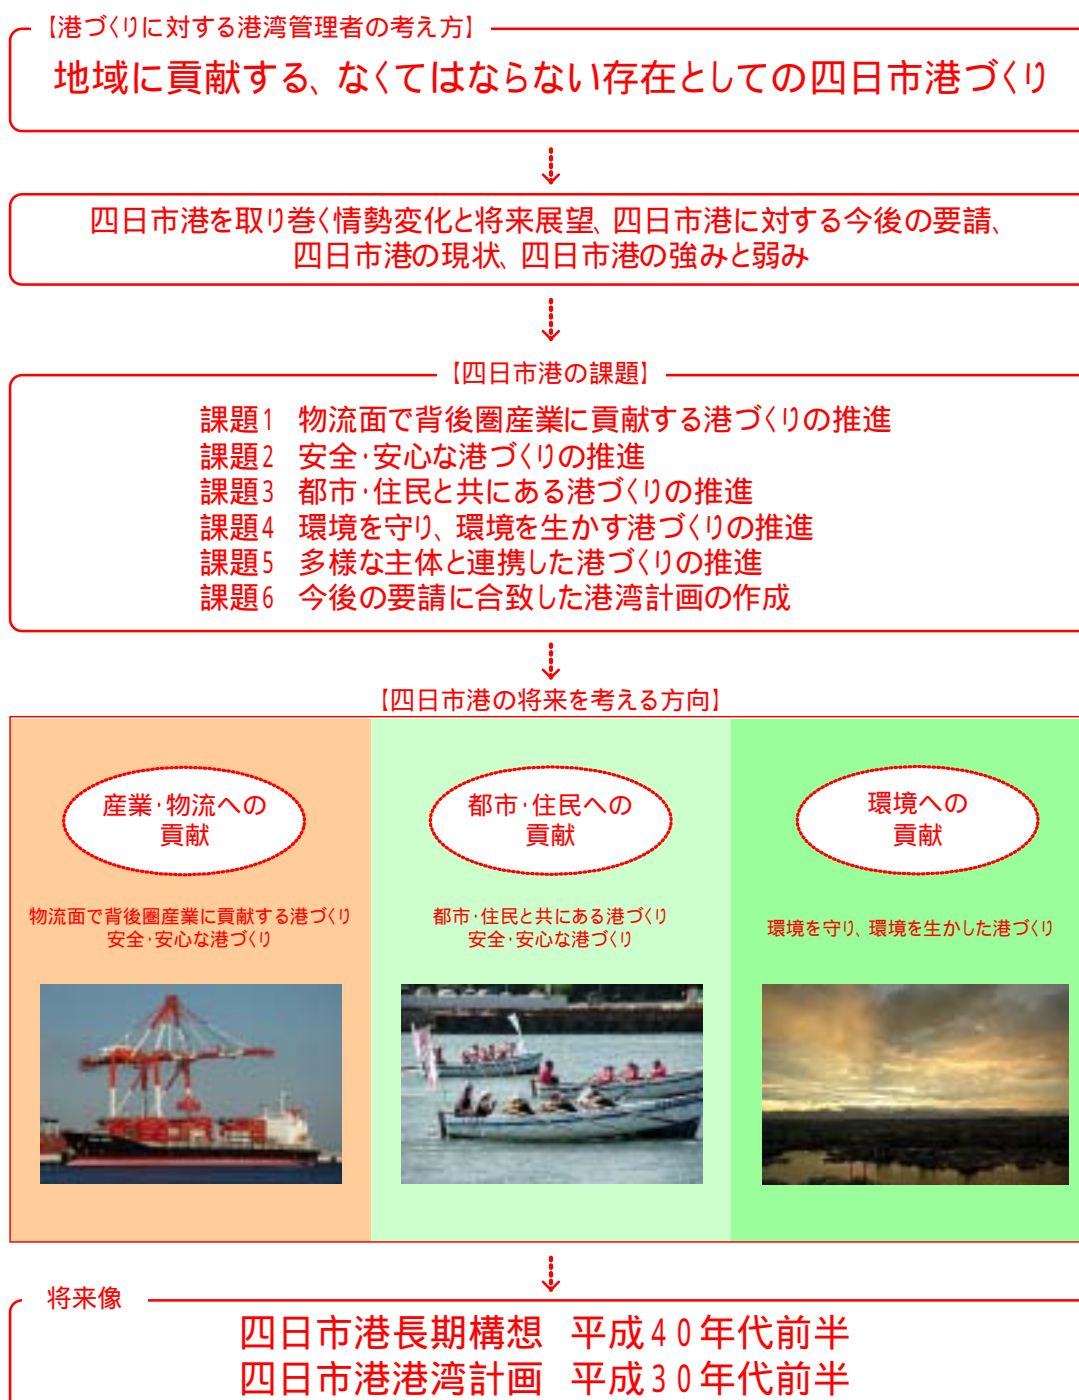 【港づくりに対する港湾管理者の考え方】
地域に貢献する、なくてはならない存在としての四日市港づくり
四日市港を取り巻く情勢変化と将来展望、四日市港に対する今後の要請、
四日市港の現状、四日市港の強みと弱み
【四日市港の課題】
課題1 物流面で背後圏産業に貢献する港づくりの推進
課題2 安全・安心な港づくりの推進
課題3 都市・住民と共にある港づくりの推進
課題4 環境を守り、環境を生かす港づくりの推進
課題5 多様な主体と連携した港づくりの推進
課題6 今後の要請に合致した港湾計画の作成
【四日市港の将来を考える方向】
産業・物流への
貢献
物流面で背後圏産業に貢献する港づくり
安全・安心な港づくり
都市・住民への
貢献
都市・住民と共にある港づくり
安全・安心な港づくり
環境への
貢献
環境を守り、環境を生かした港づくり
将来像
四日市港長期構想 平成40年代前半
四日市港港湾計画 平成30年代前半